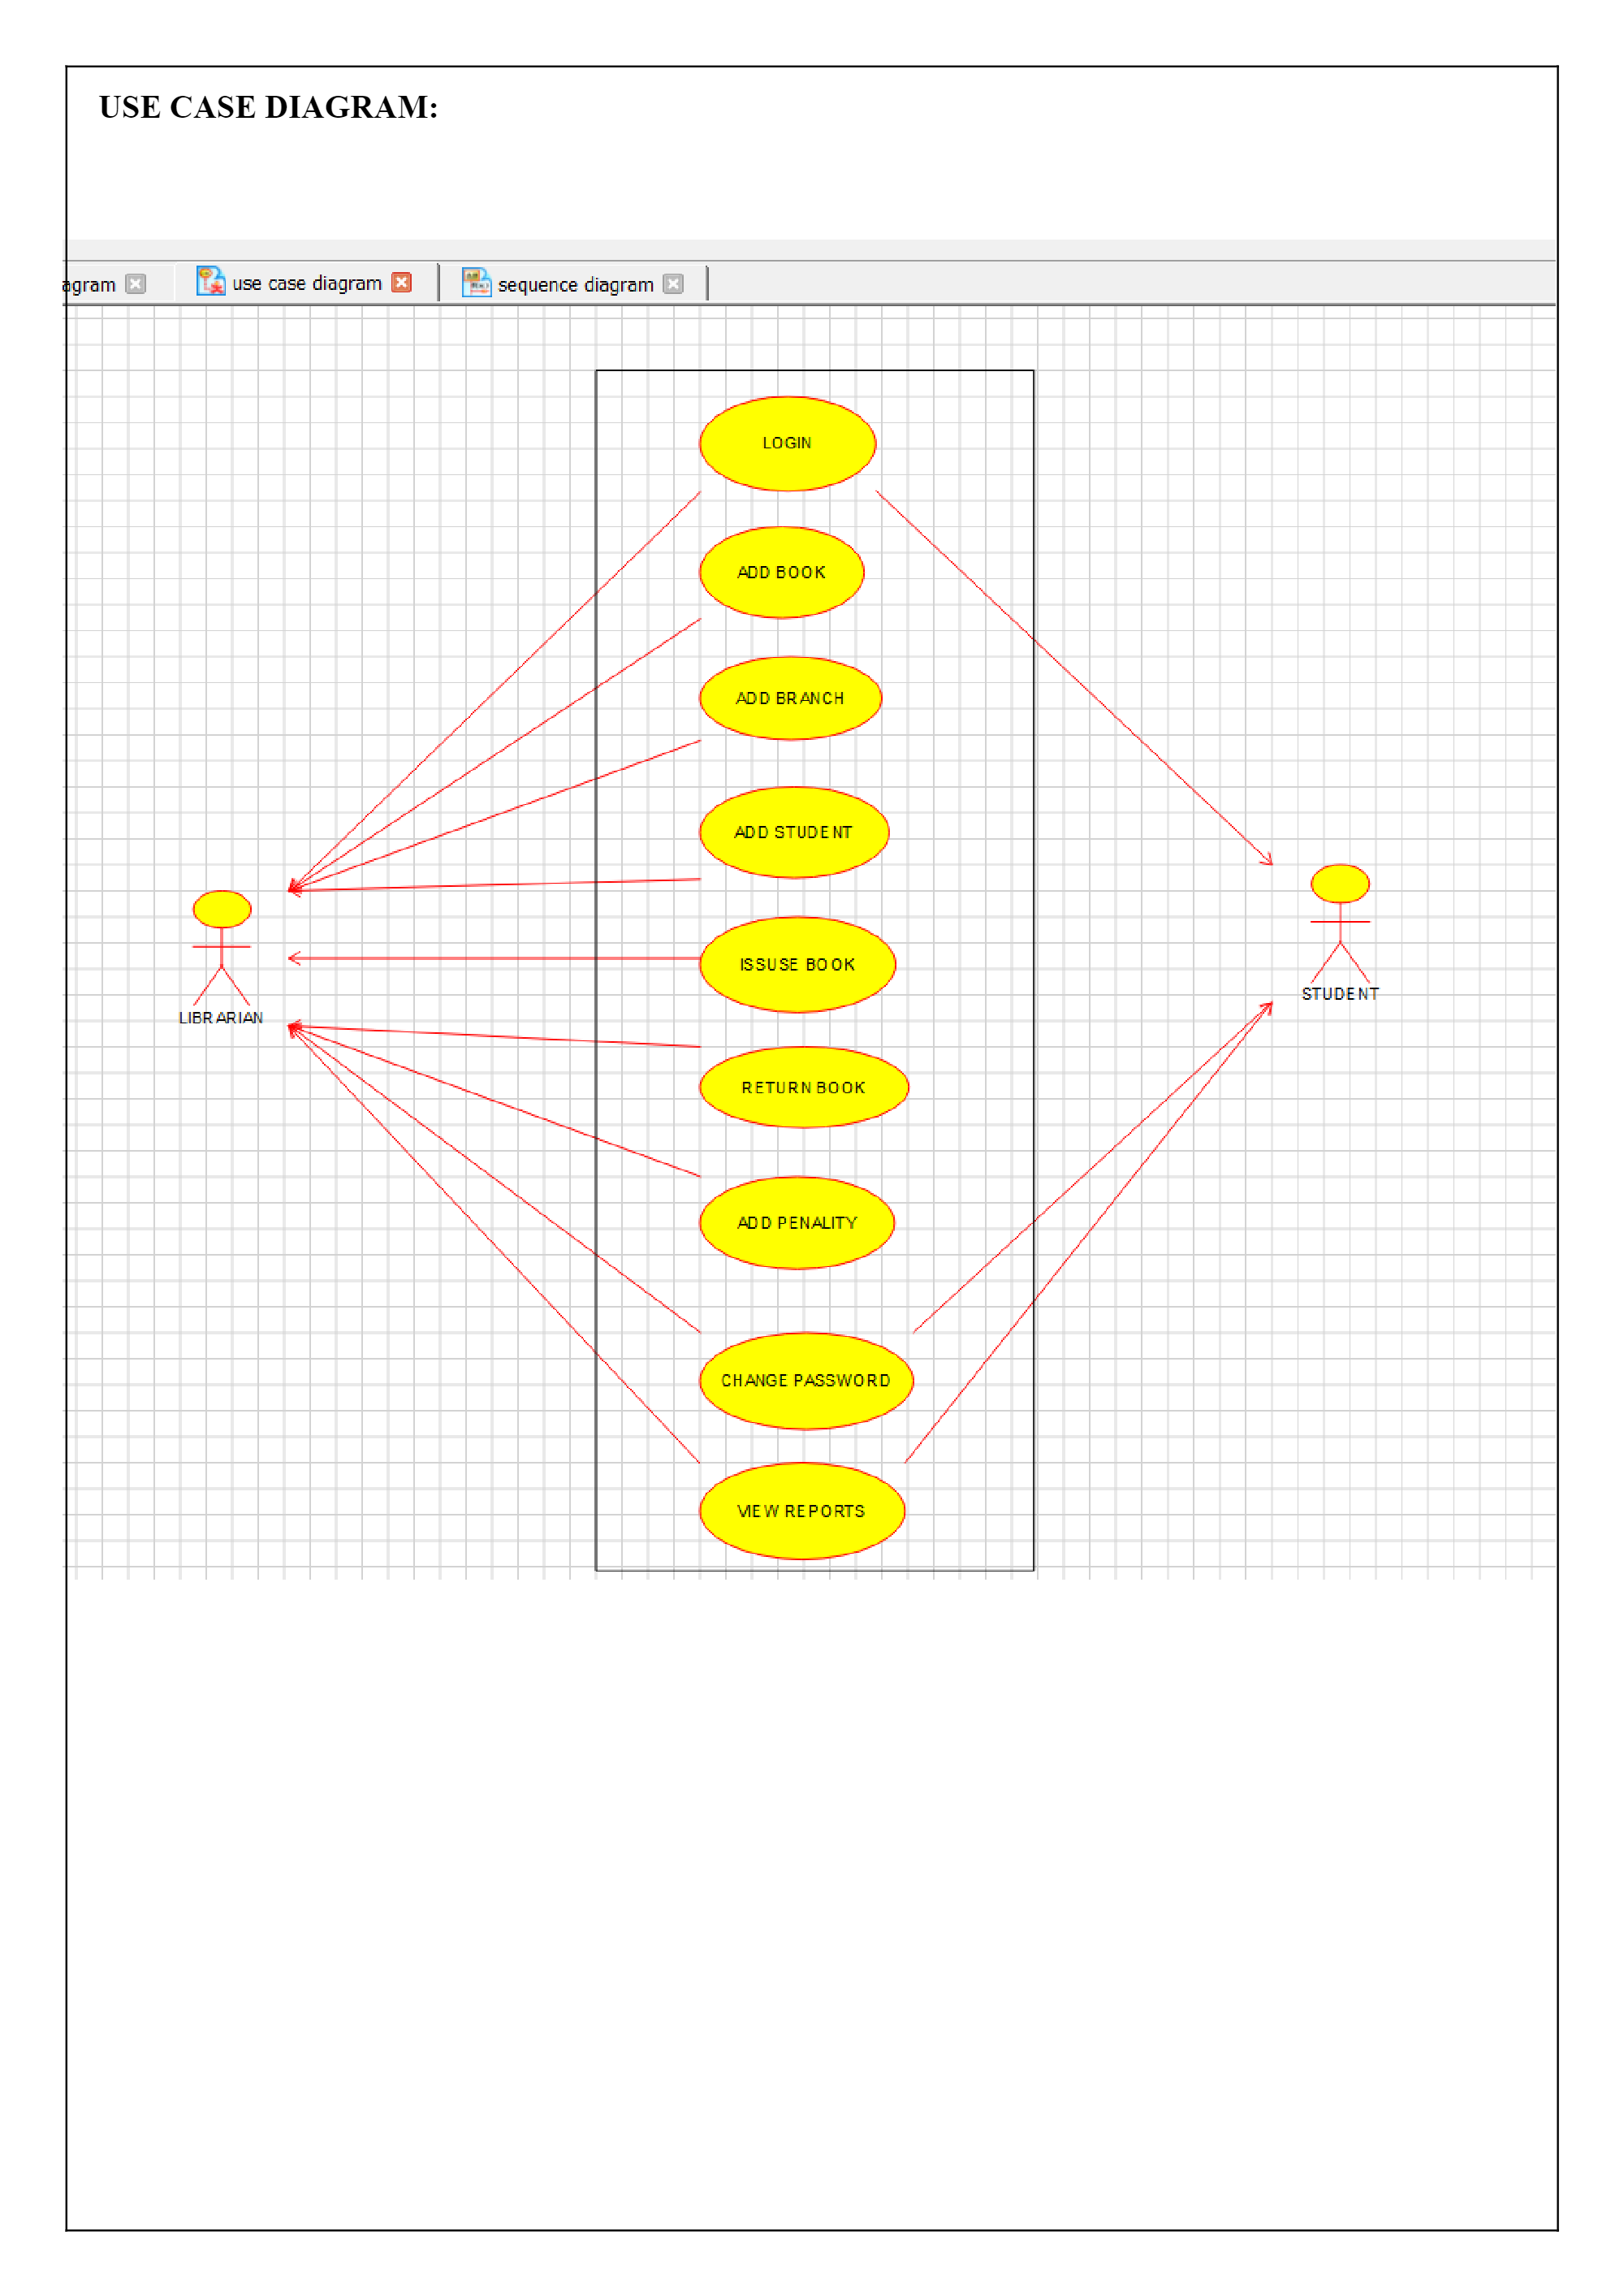 USE CASE DIAGRAM:
agram
use case diagram
sequence diagram
LOGIN
ADD BOOK
ADD BRANCH
ADD STUDENT
ISSUSE BOOK
LIBRARIAN
STUDENT
RETURN BOOK
ADD PENALITY
CHANGE PASSWORD
VIEW REPORTS